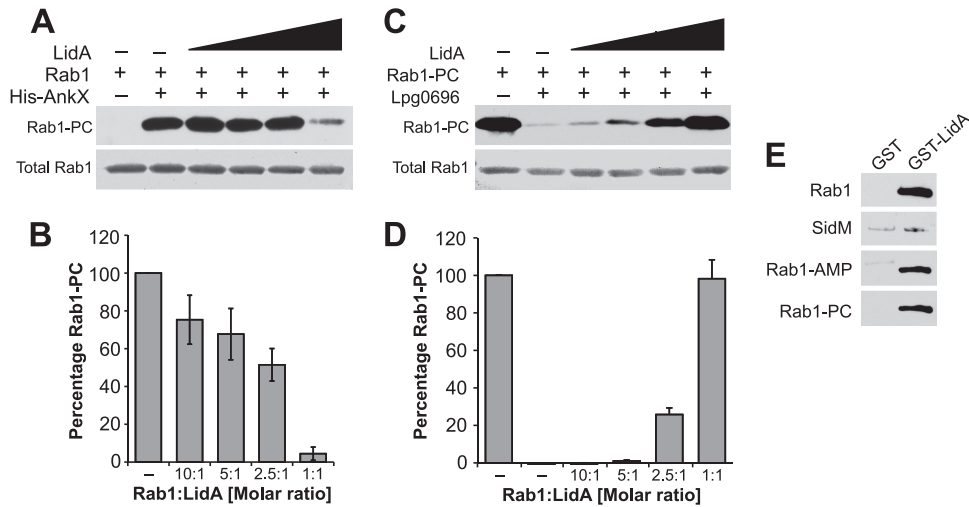 A
LidA – –
Rab1 + + + + + +
His-AnkX – + + + + +
Rab1-PC
Total Rab1
B
Percentage Rab1-PC
120
100
80
60
40
20
0
– 10:1 5:1 2.5:1 1:1
Rab1:LidA [Molar ratio]
C
LidA – –
Rab1-PC + + + + + +
Lpg0696 – + + + + +
Rab1-PC
Total Rab1
D
Percentage Rab1-PC
120
100
80
60
40
20
0
– – 10:1 5:1 2.5:1 1:1
Rab1:LidA [Molar ratio]
E
GST GST-LidA
Rab1
SidM
Rab1-AMP
Rab1-PC